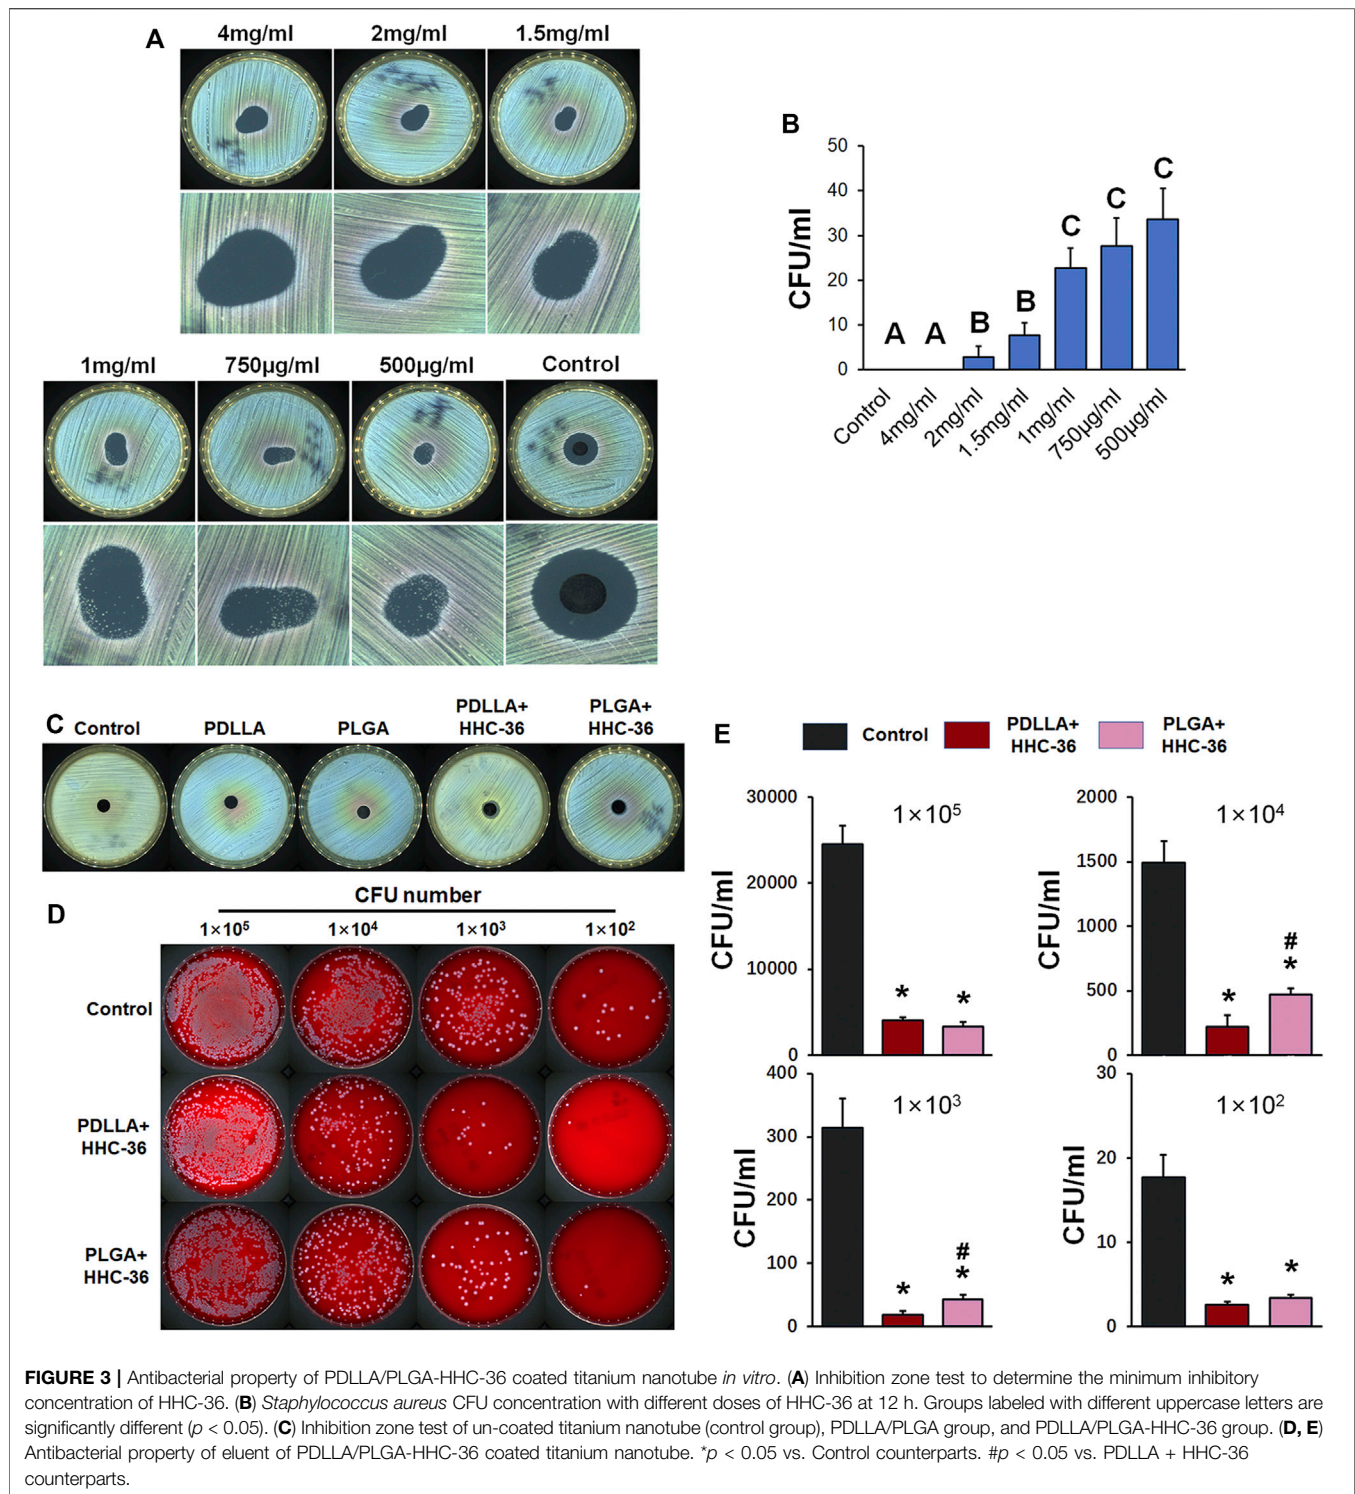 A
4mg/ml
2mg/ml
1.5mg/ml
1mg/ml
750µg/ml
500µg/ml
Control
B
CFU/ml
50
40
30
20
10
0
A
A
B
B
C
C
C
Control
4mg/ml
2mg/ml
1.5mg/ml
1mg/ml
750µg/ml
500µg/ml
C
Control
PDLLA
PLGA
PDLLA+
HHC-36
PLGA+
HHC-36
D
CFU number
1×10⁵
1×10⁴
1×10³
1×10²
Control
PDLLA+
HHC-36
PLGA+
HHC-36
E
Control
PDLLA+
HHC-36
PLGA+
HHC-36
CFU/ml
30000
20000
10000
0
1×10⁵
*
*
CFU/ml
2000
1500
1000
500
0
1×10⁴
*
#
*
CFU/ml
400
300
200
100
0
1×10³
*
#
*
CFU/ml
30
20
10
0
1×10²
*
*
FIGURE 3 | Antibacterial property of PDLLA/PLGA-HHC-36 coated titanium nanotube in vitro. (A) Inhibition zone test to determine the minimum inhibitory
concentration of HHC-36. (B) Staphylococcus aureus CFU concentration with different doses of HHC-36 at 12 h. Groups labeled with different uppercase letters are
significantly different (p < 0.05). (C) Inhibition zone test of un-coated titanium nanotube (control group), PDLLA/PLGA group, and PDLLA/PLGA-HHC-36 group. (D, E)
Antibacterial property of eluent of PDLLA/PLGA-HHC-36 coated titanium nanotube. *p < 0.05 vs. Control counterparts. #p < 0.05 vs. PDLLA + HHC-36
counterparts.